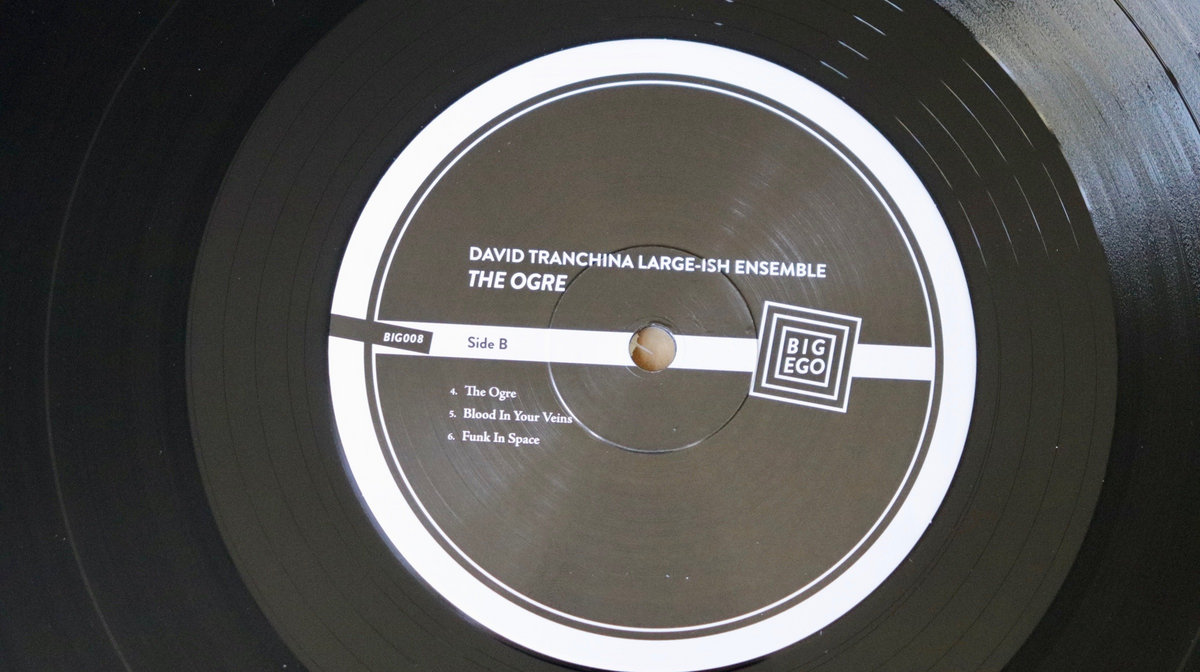 DAVID TRANCHINA LARGE-ISH ENSEMBLE
THE OGRE
BIG008
Side B
BIG
EGO
4. The Ogre
5. Blood In Your Veins
6. Funk In Space